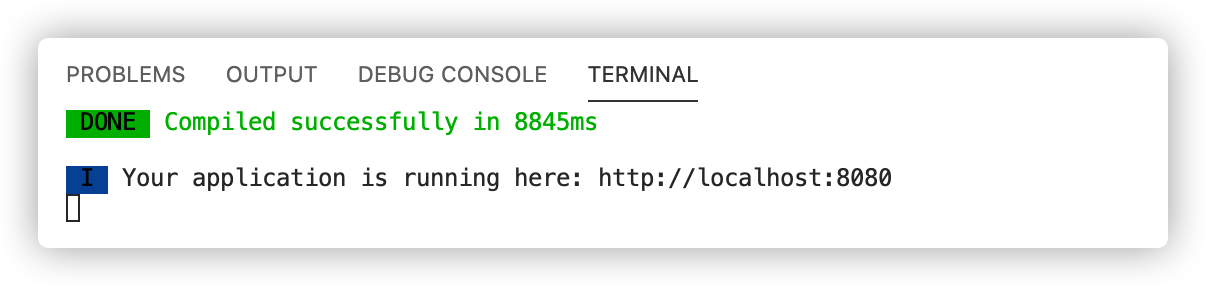 PROBLEMS OUTPUT DEBUG CONSOLE TERMINAL
DONE Compiled successfully in 8845ms
I Your application is running here: http://localhost:8080